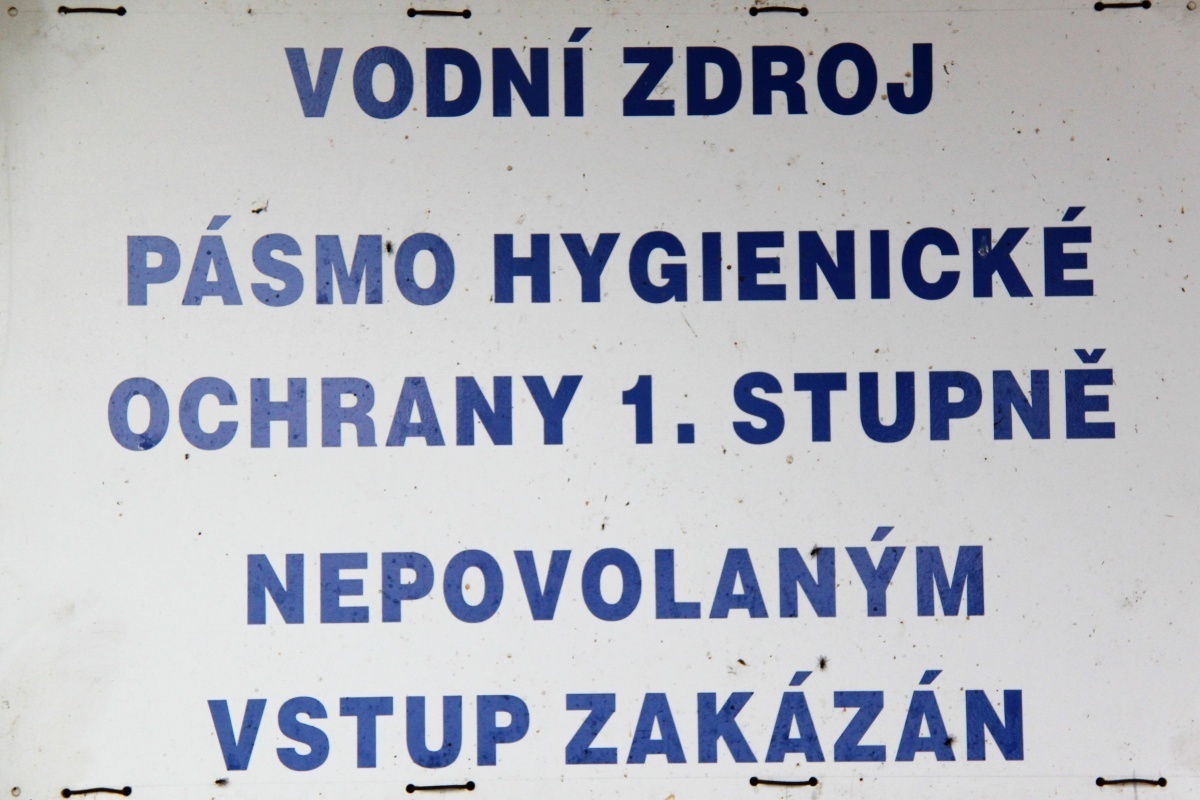 VODNÍ ZDROJ
PÁSMO HYGIENICKÉ
OCHRANY 1. STUPNĚ
NEPOVOLANÝM
VSTUP ZAKÁZÁN